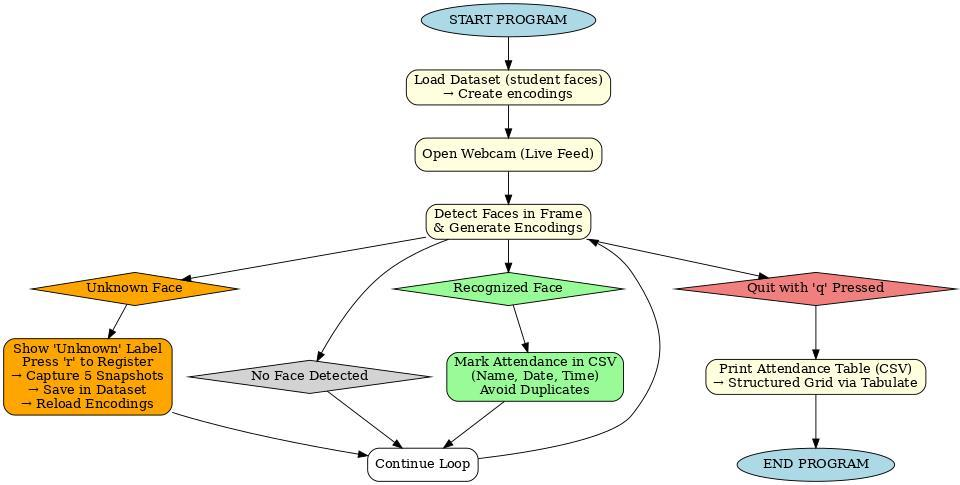 START PROGRAM
Load Dataset (student faces)
→ Create encodings
Open Webcam (Live Feed)
Detect Faces in Frame
& Generate Encodings
Unknown Face
Recognized Face
Quit with 'q' Pressed
Show 'Unknown' Label
Press 'r' to Register
→ Capture 5 Snapshots
→ Save in Dataset
→ Reload Encodings
No Face Detected
Mark Attendance in CSV
(Name, Date, Time)
Avoid Duplicates
Print Attendance Table (CSV)
→ Structured Grid via Tabulate
Continue Loop
END PROGRAM